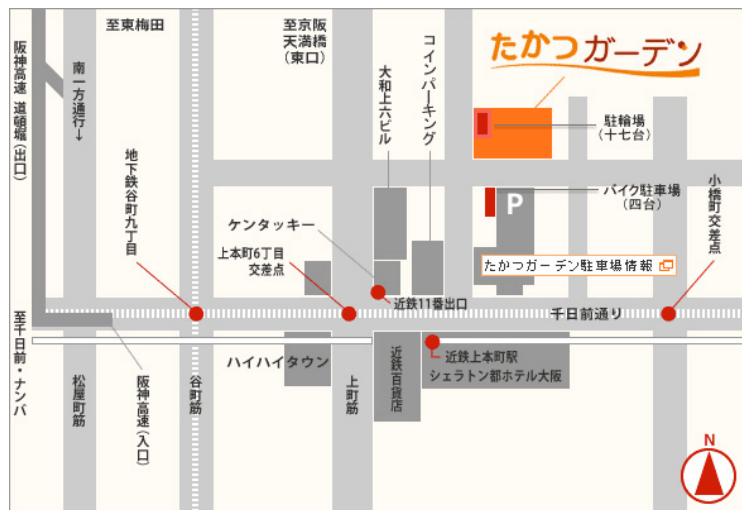 阪神高速 道頓堀(出口)
南一方通行→
至東梅田
至京阪
天満橋
(東口)
大和上六ビル
コインパーキング
たかつガーデン
駐輪場
(十七台)
バイク駐車場
(四台)
小橋町交差点
地下鉄谷町九丁目
ケンタッキー
上本町6丁目
交差点
P
たかつガーデン駐車場情報
近鉄11番出口
千日前通り
至千日前・ナンバ
松屋町筋
阪神高速(入口)
谷町筋
ハイハイタウン
上町筋
近鉄百貨店
近鉄上本町駅
シェラトン都ホテル大阪
N